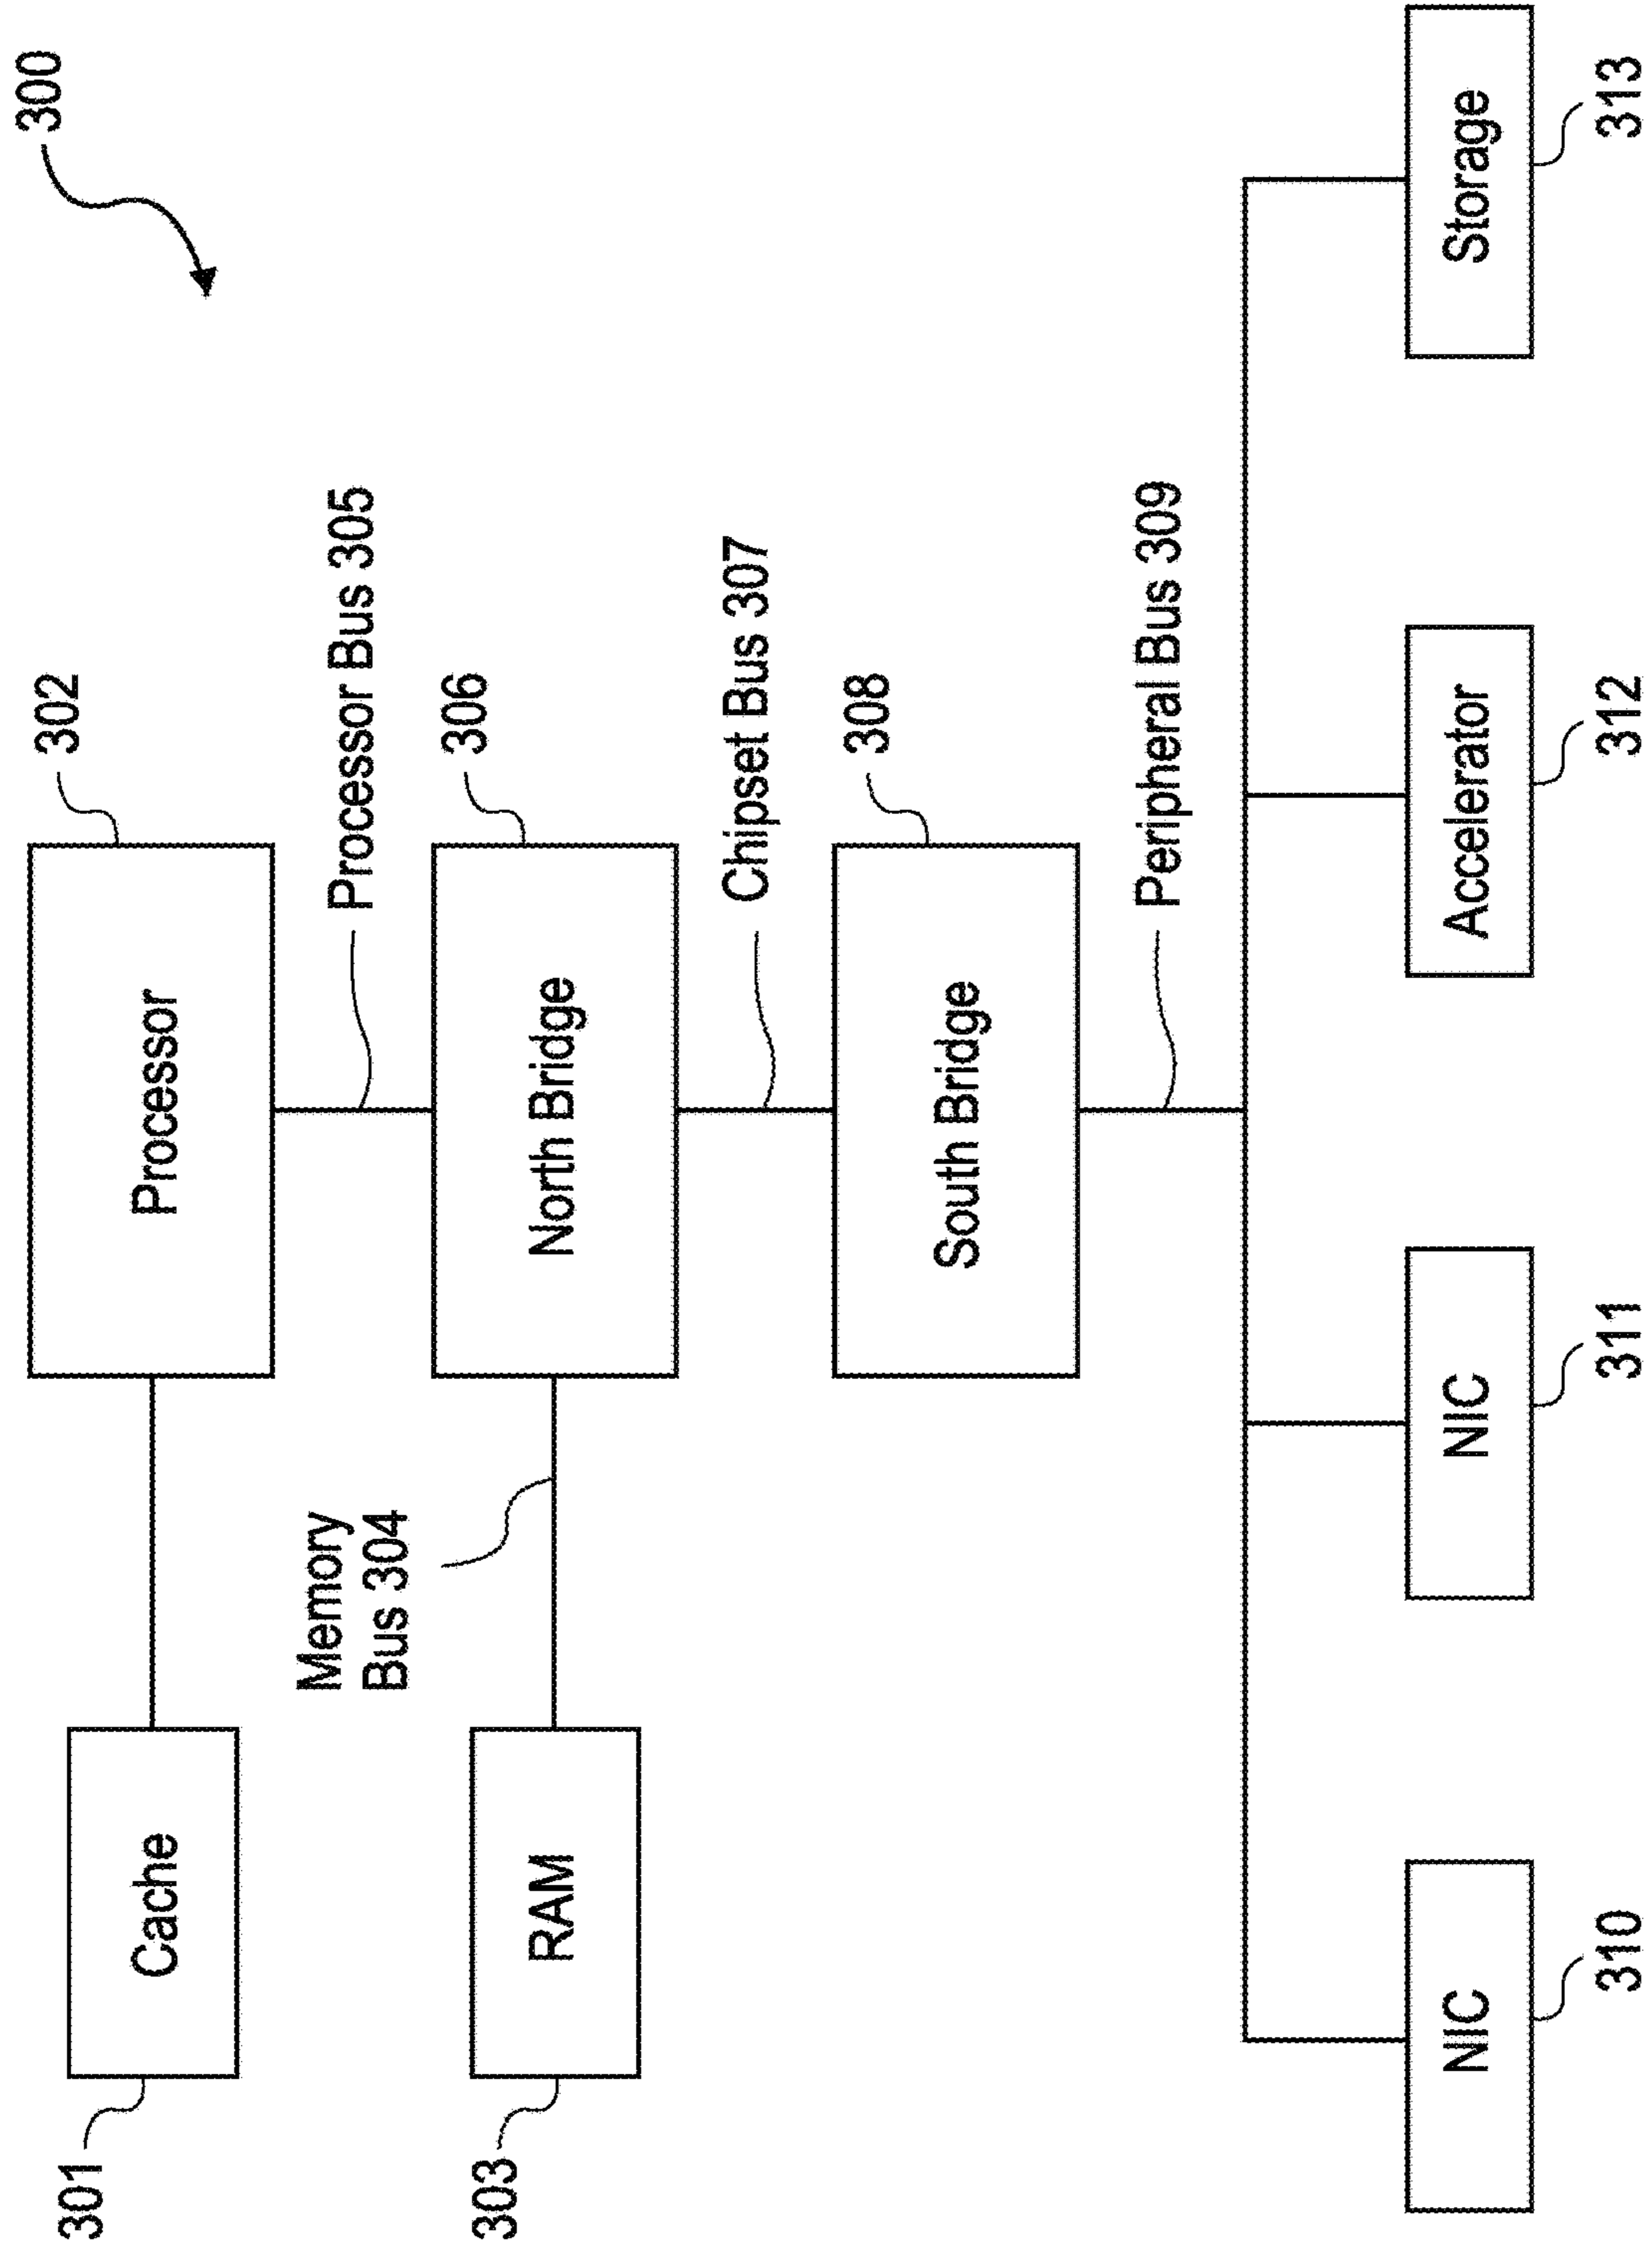 300
301
Cache
Processor
302
Processor Bus 305
Memory
Bus 304
303
RAM
North Bridge
306
Chipset Bus 307
South Bridge
308
Peripheral Bus 309
NIC
NIC
Accelerator
Storage
310
311
312
313